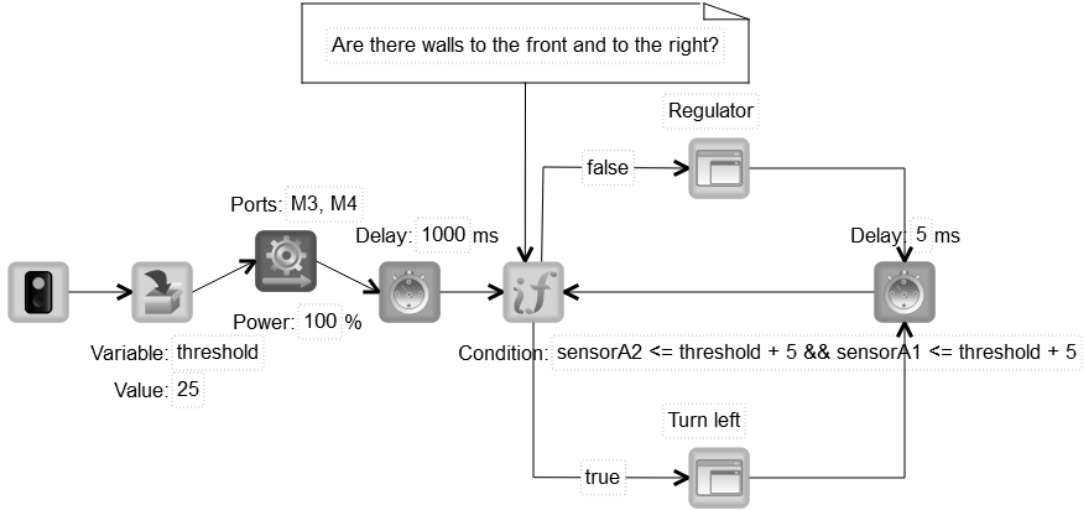 Are there walls to the front and to the right?
Regulator
false
Ports: M3, M4
Delay: 1000 ms
Delay: 5 ms
if
Power: 100 %
Variable: threshold
Value: 25
Condition: sensorA2 <= threshold + 5 && sensorA1 <= threshold + 5
Turn left
true